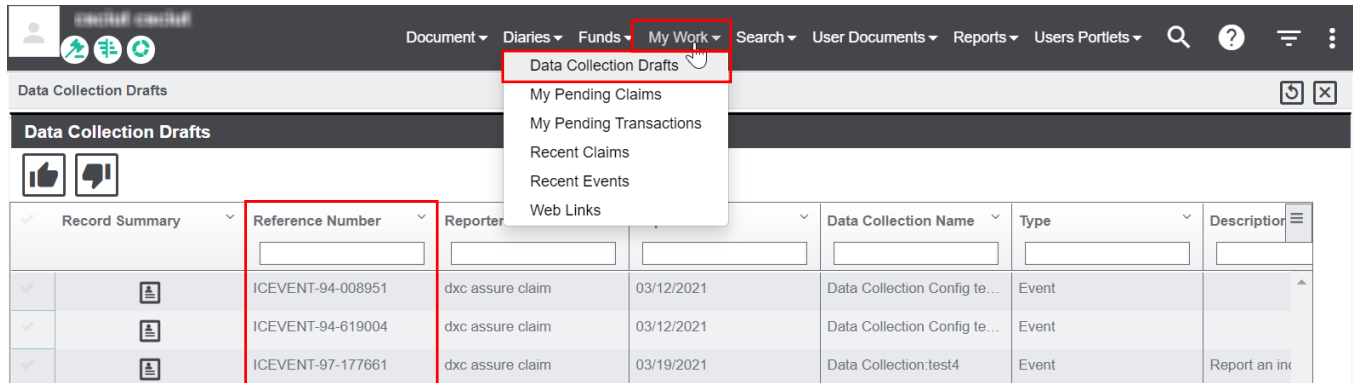 Document Diaries Funds My Work Search User Documents Reports Users Portlets ?
Data Collection Drafts
My Pending Claims
My Pending Transactions
Recent Claims
Recent Events
Web Links
Data Collection Drafts
Data Collection Drafts
Record Summary Reference Number Reporter Data Collection Name Type Description
ICEVENT-94-008951 dxc assure claim 03/12/2021 Data Collection Config te... Event
ICEVENT-94-619004 dxc assure claim 03/12/2021 Data Collection Config te... Event
ICEVENT-97-177661 dxc assure claim 03/19/2021 Data Collection:test4 Event Report an in